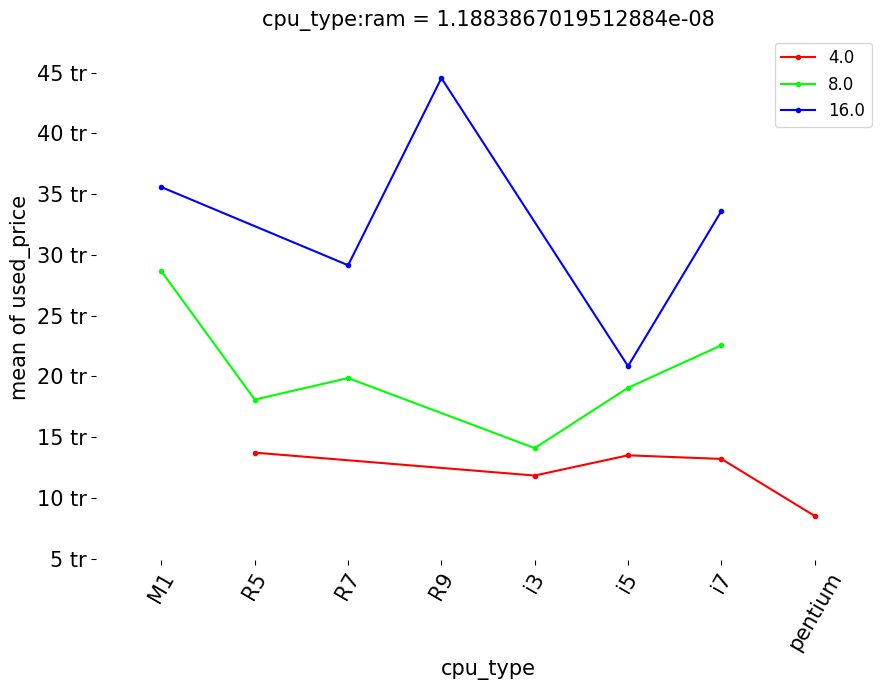 cpu_type:ram = 1.1883867019512884e-08
4.0
8.0
16.0
45 tr
40 tr
35 tr
30 tr
25 tr
20 tr
15 tr
10 tr
5 tr
mean of used_price
M1
R5
R7
R9
i3
i5
i7
pentium
cpu_type